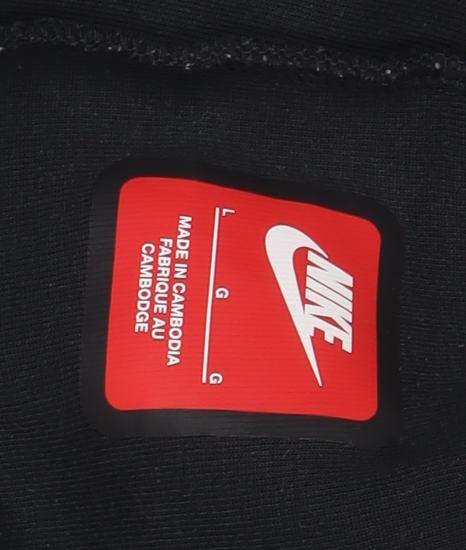 NIKE
L G G
MADE IN CAMBODIA
FABRIQUE AU
CAMBODGE